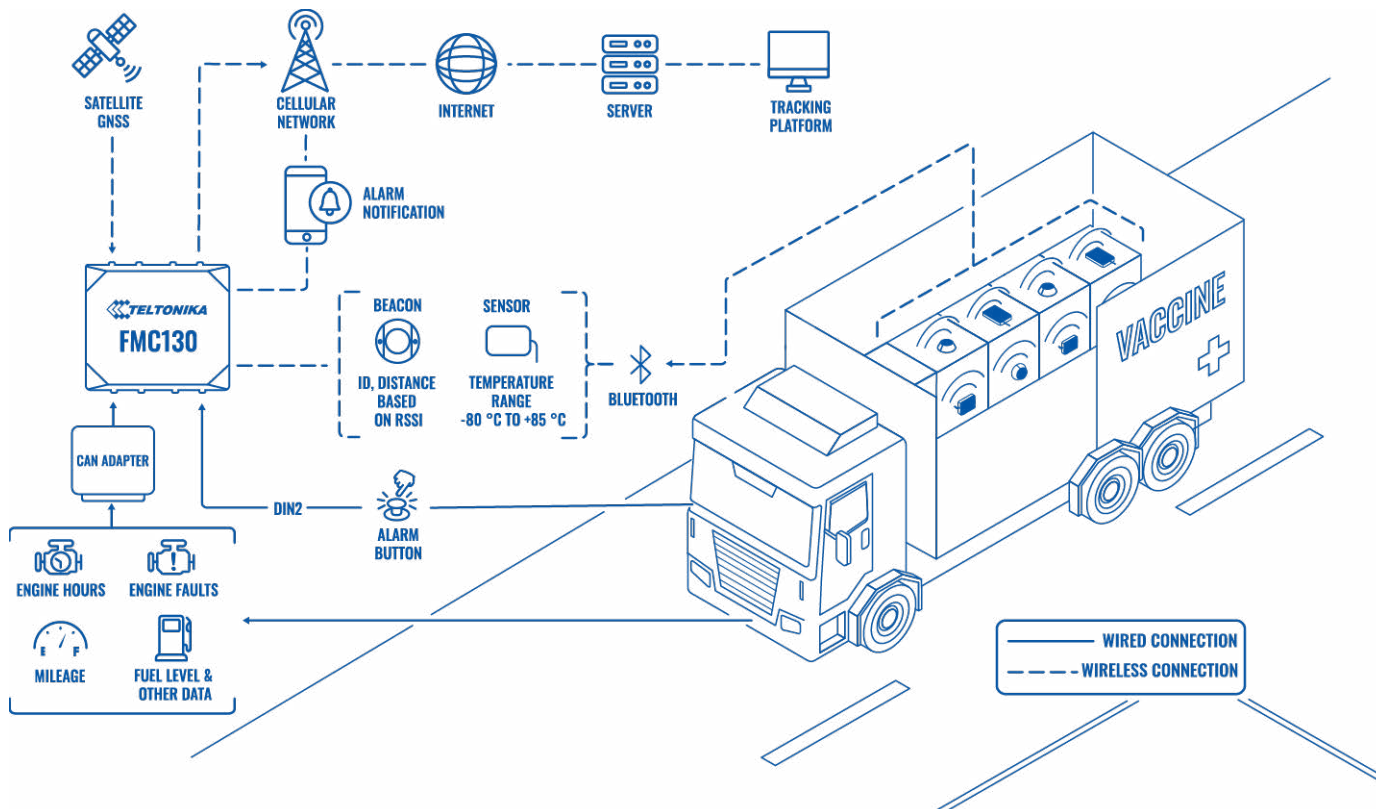 SATELLITE
GNSS
CELLULAR
NETWORK
INTERNET
SERVER
TRACKING
PLATFORM
ALARM
NOTIFICATION
TELTONIKA
FMC130
BEACON
ID, DISTANCE
BASED
ON RSSI
SENSOR
TEMPERATURE
RANGE
-80 °C TO +85 °C
BLUETOOTH
VACCINE
CAN ADAPTER
DIN2
ALARM
BUTTON
ENGINE HOURS
ENGINE FAULTS
E F
MILEAGE
FUEL LEVEL &
OTHER DATA
WIRED CONNECTION
WIRELESS CONNECTION